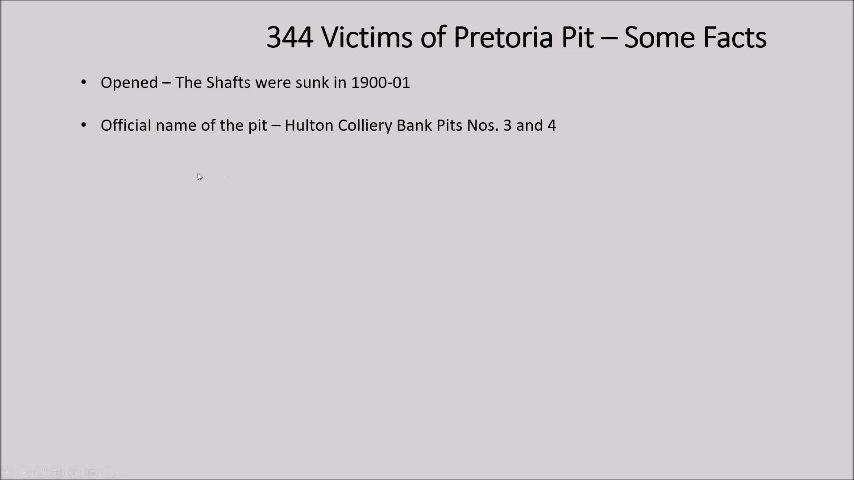 344 Victims of Pretoria Pit – Some Facts
• Opened – The Shafts were sunk in 1900-01
• Official name of the pit – Hulton Colliery Bank Pits Nos. 3 and 4